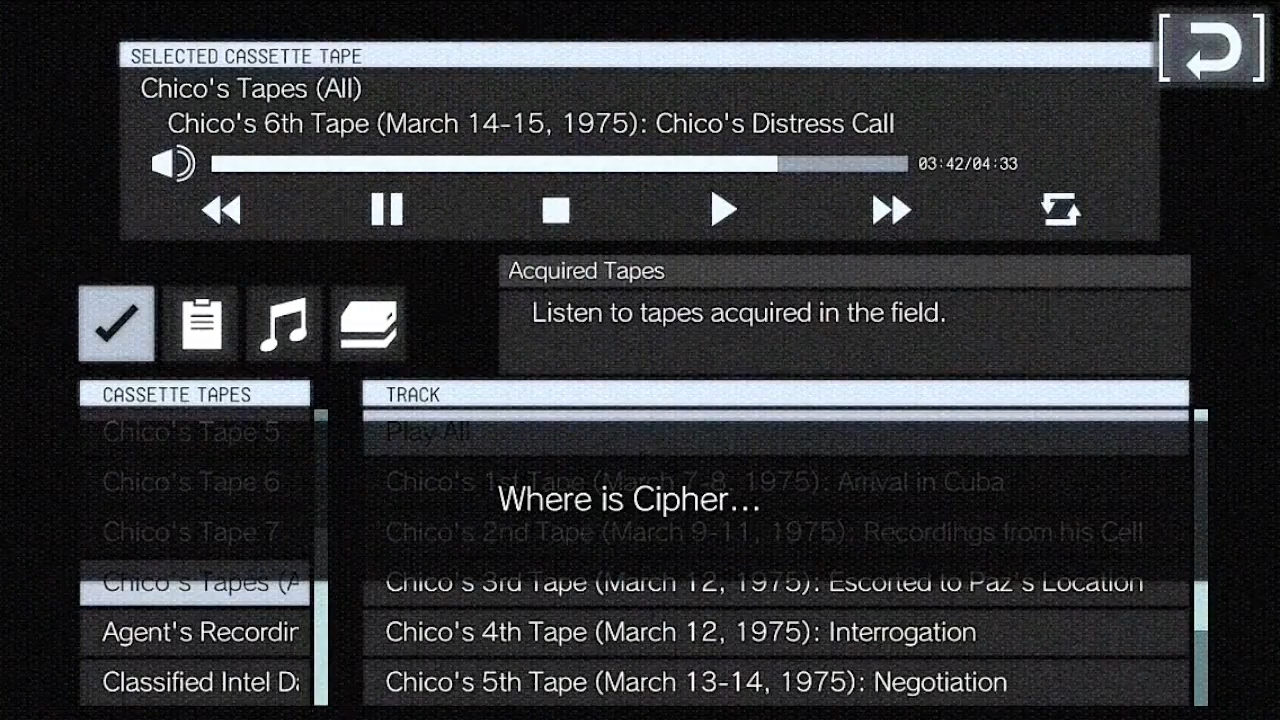 SELECTED CASSETTE TAPE
Chico's Tapes (All)
Chico's 6th Tape (March 14-15, 1975): Chico's Distress Call
03:42/04:33
Acquired Tapes
Listen to tapes acquired in the field.
CASSETTE TAPES
Chico's Tape 5
Chico's Tape 6
Chico's Tape 7
Chico's Tapes (A
Agent's Recordin
Classified Intel Da
TRACK
Play All
Chico's 1st Tape (March 7-8, 1975): Arrival in Cuba
Where is Cipher...
Chico's 2nd Tape (March 9-11, 1975): Recordings from his Cell
Chico's 3rd Tape (March 12, 1975): Escorted to Paz's Location
Chico's 4th Tape (March 12, 1975): Interrogation
Chico's 5th Tape (March 13-14, 1975): Negotiation